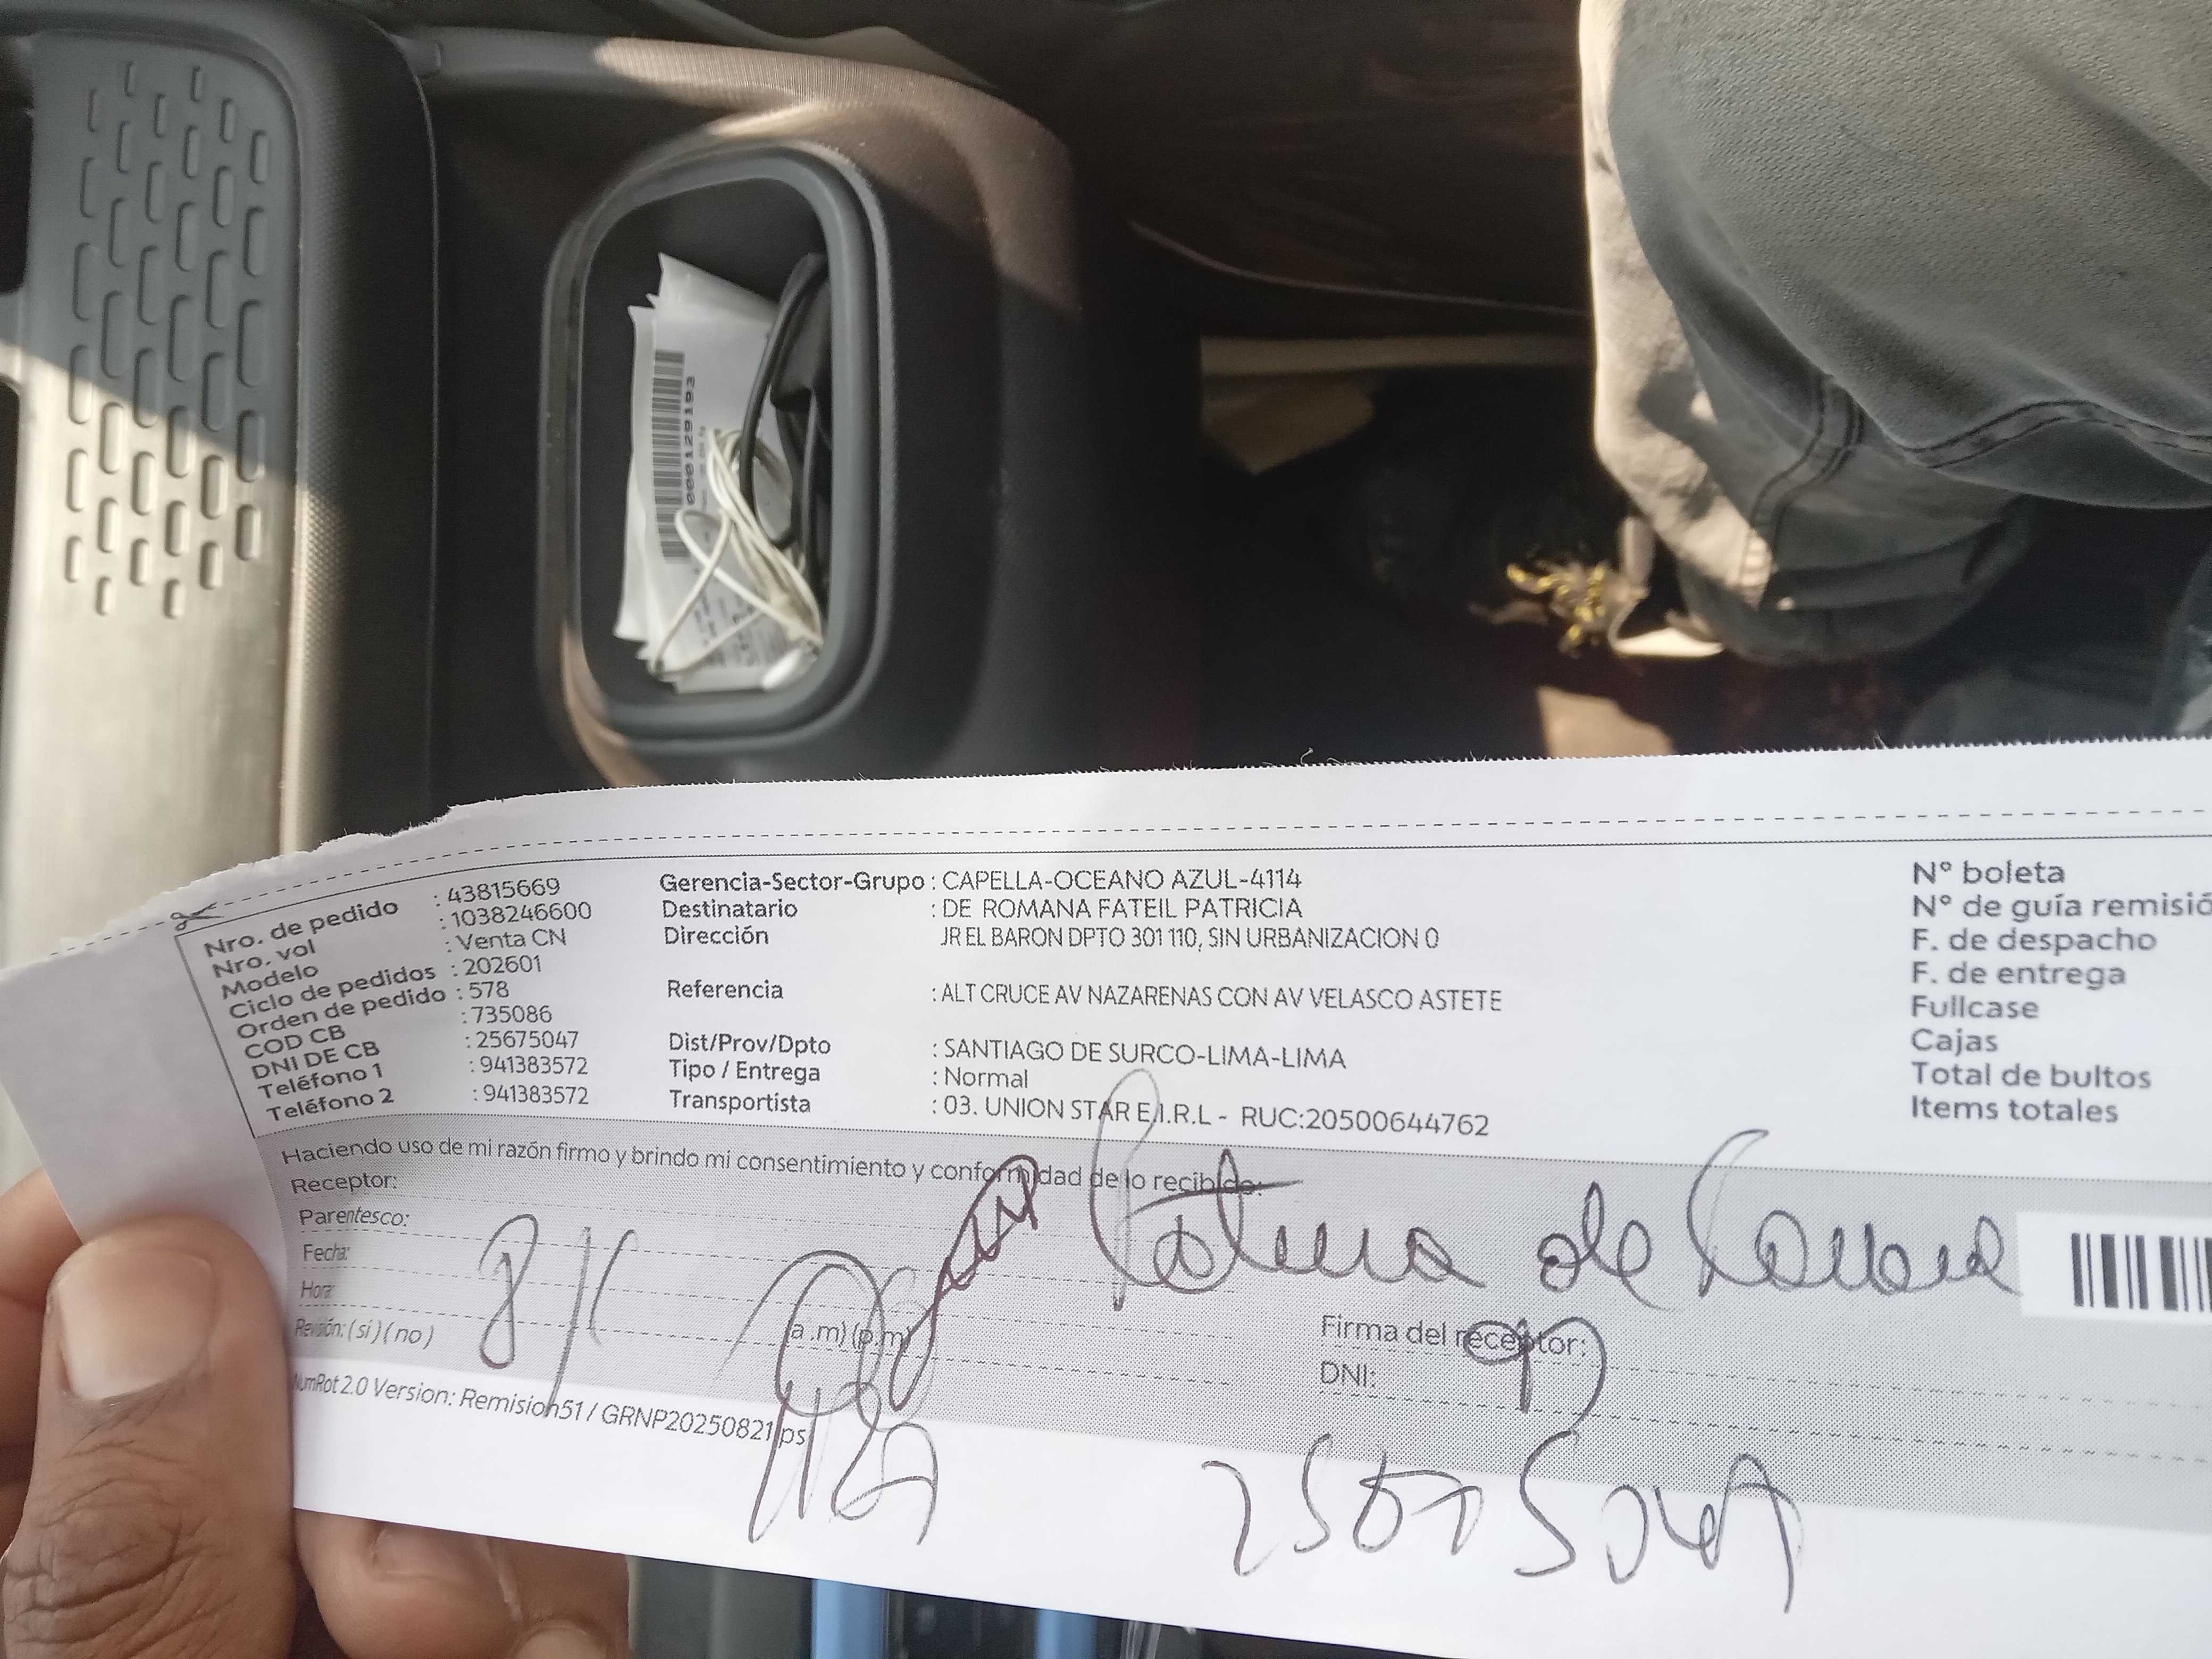 0000129193
Nro. de pedido : 43815669
Nro. vol : 1038246600
Modelo : Venta CN
Ciclo de pedidos : 202601
Orden de pedido : 578
COD CB : 735086
DNI DE CB : 25675047
Teléfono 1 : 941383572
Teléfono 2 : 941383572
Gerencia-Sector-Grupo : CAPELLA-OCEANO AZUL-4114
Destinatario : DE ROMANA FATEIL PATRICIA
Dirección JR EL BARON DPTO 301 110, SIN URBANIZACION 0
Referencia : ALT CRUCE AV NAZARENAS CON AV VELASCO ASTETE
Dist/Prov/Dpto : SANTIAGO DE SURCO-LIMA-LIMA
Tipo / Entrega : Normal
Transportista : 03. UNION STAR E.I.R.L - RUC:20500644762
N° boleta
N° de guía remisió
F. de despacho
F. de entrega
Fullcase
Cajas
Total de bultos
Items totales
Haciendo uso de mi razón firmo y brindo mi consentimiento y conformidad de lo recibido:
Receptor:
Parentesco:
Fecha:
Hora: (a.m) (p.m)
Revisión: (si) (no)
Firma del receptor:
DNI:
NumRot 2.0 Version: Remision51 / GRNP20250821 ps
25675047